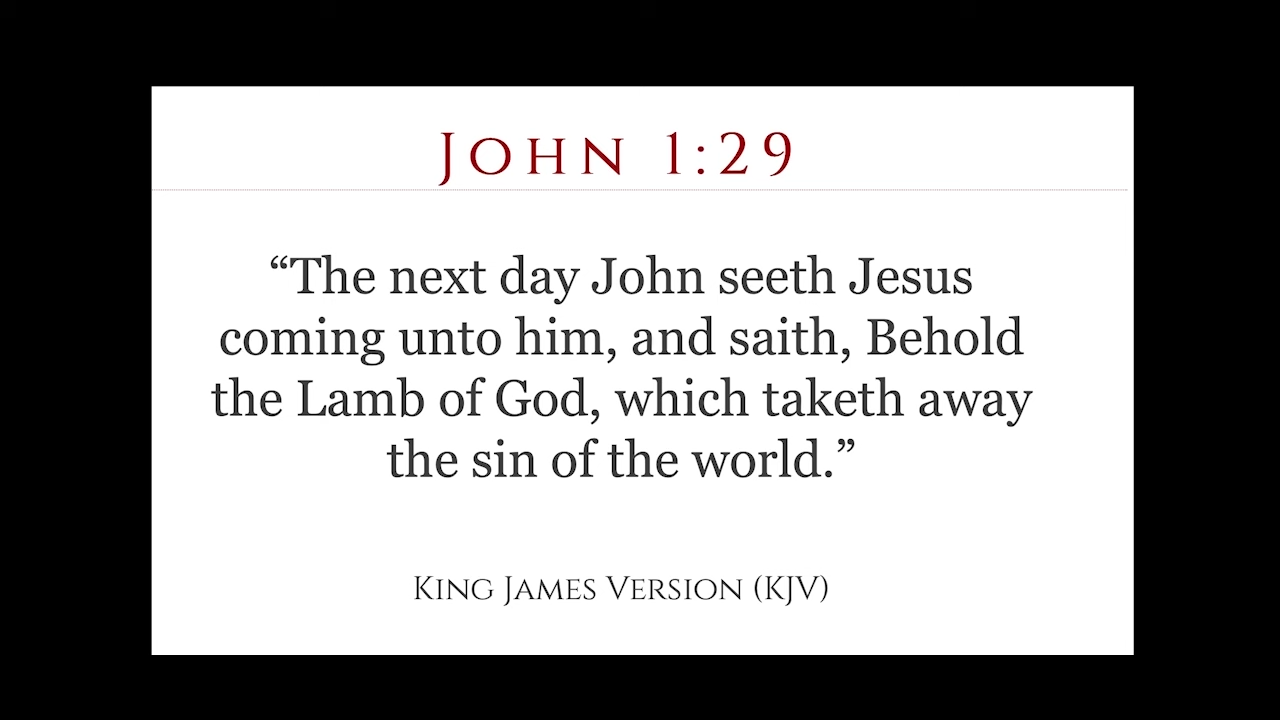 John 1:29
“The next day John seeth Jesus
coming unto him, and saith, Behold
the Lamb of God, which taketh away
the sin of the world.”
King James Version (KJV)